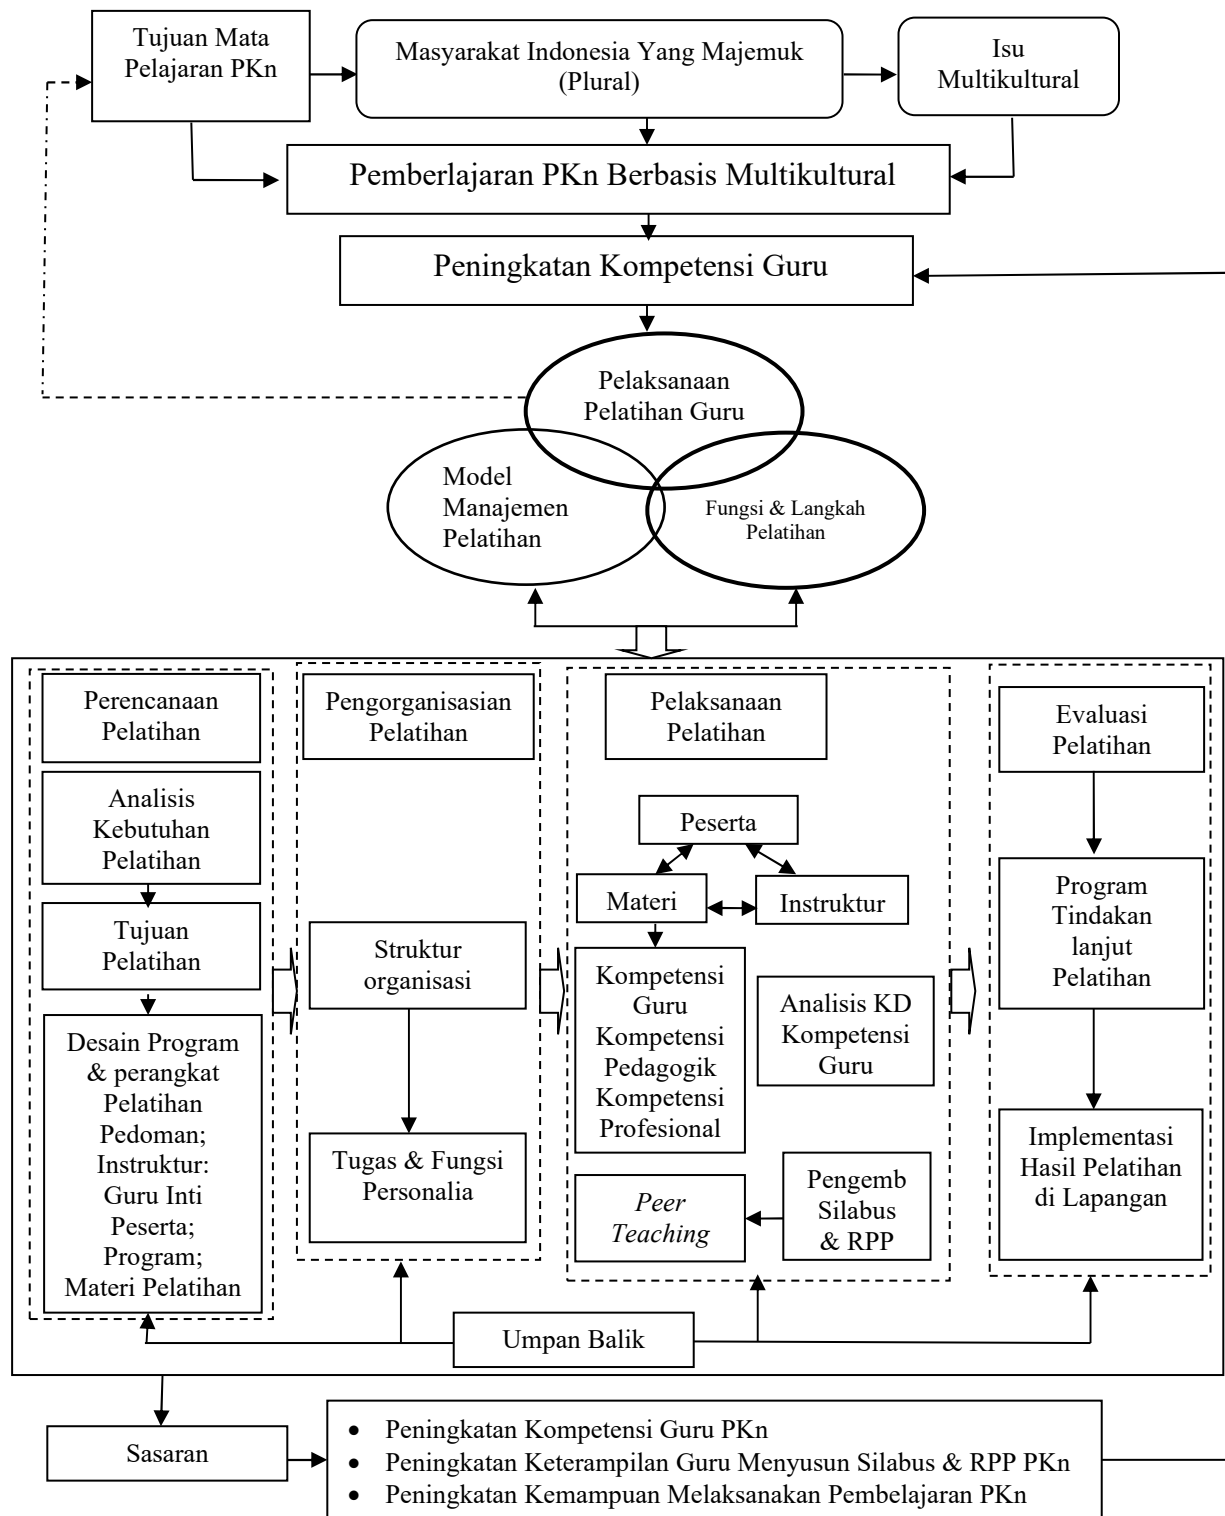 Tujuan Mata
Pelajaran PKn
Masyarakat Indonesia Yang Majemuk
(Plural)
Isu
Multikultural
Pemberlajaran PKn Berbasis Multikultural
Peningkatan Kompetensi Guru
Pelaksanaan
Pelatihan Guru
Model
Manajemen
Pelatihan
Fungsi & Langkah
Pelatihan
Perencanaan
Pelatihan
Analisis
Kebutuhan
Pelatihan
Tujuan
Pelatihan
Desain Program
& perangkat
Pelatihan
Pedoman;
Instruktur:
Guru Inti
Peserta;
Program;
Materi Pelatihan
Pengorganisasian
Pelatihan
Struktur
organisasi
Tugas & Fungsi
Personalia
Pelaksanaan
Pelatihan
Peserta
Materi
Instruktur
Kompetensi
Guru
Kompetensi
Pedagogik
Kompetensi
Profesional
Analisis KD
Kompetensi
Guru
Peer
Teaching
Pengemb
Silabus
& RPP
Evaluasi
Pelatihan
Program
Tindakan
lanjut
Pelatihan
Implementasi
Hasil Pelatihan
di Lapangan
Umpan Balik
Sasaran
• Peningkatan Kompetensi Guru PKn
• Peningkatan Keterampilan Guru Menyusun Silabus & RPP PKn
• Peningkatan Kemampuan Melaksanakan Pembelajaran PKn